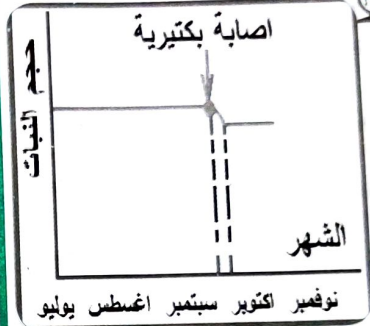 اصابة بكتيرية
حجم النبات
الشهر
نوفمبر اكتوبر سبتمبر اغسطس يوليو